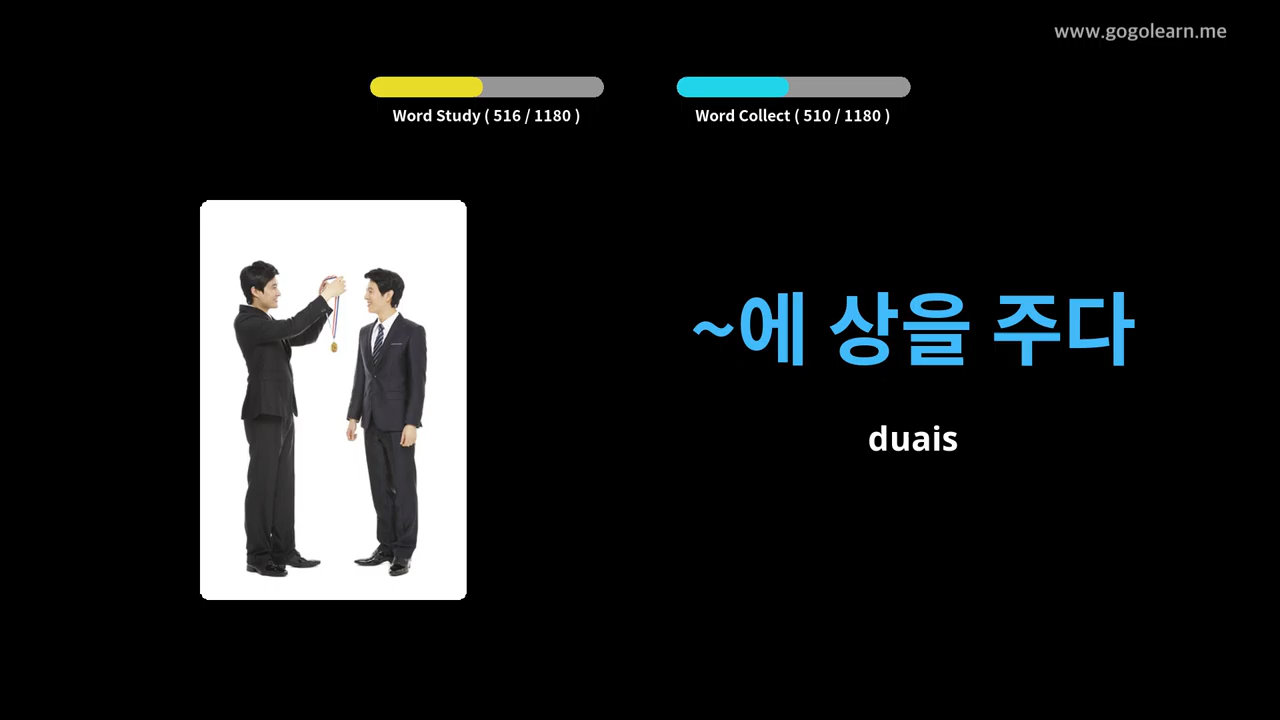 www.gogolearn.me
Word Study ( 516 / 1180 )
Word Collect ( 510 / 1180 )
~에 상을 주다
duais